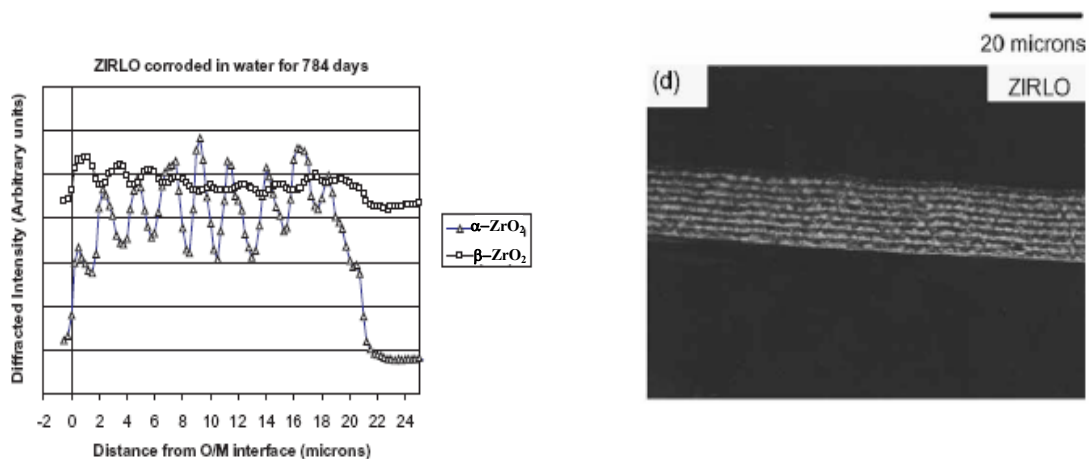 ZIRLO corroded in water for 784 days
Diffracted Intensity (Arbitrary units)
α-ZrO₂
β-ZrO₂
-2 0 2 4 6 8 10 12 14 16 18 20 22 24
Distance from O/M interface (microns)
20 microns
(d)
ZIRLO